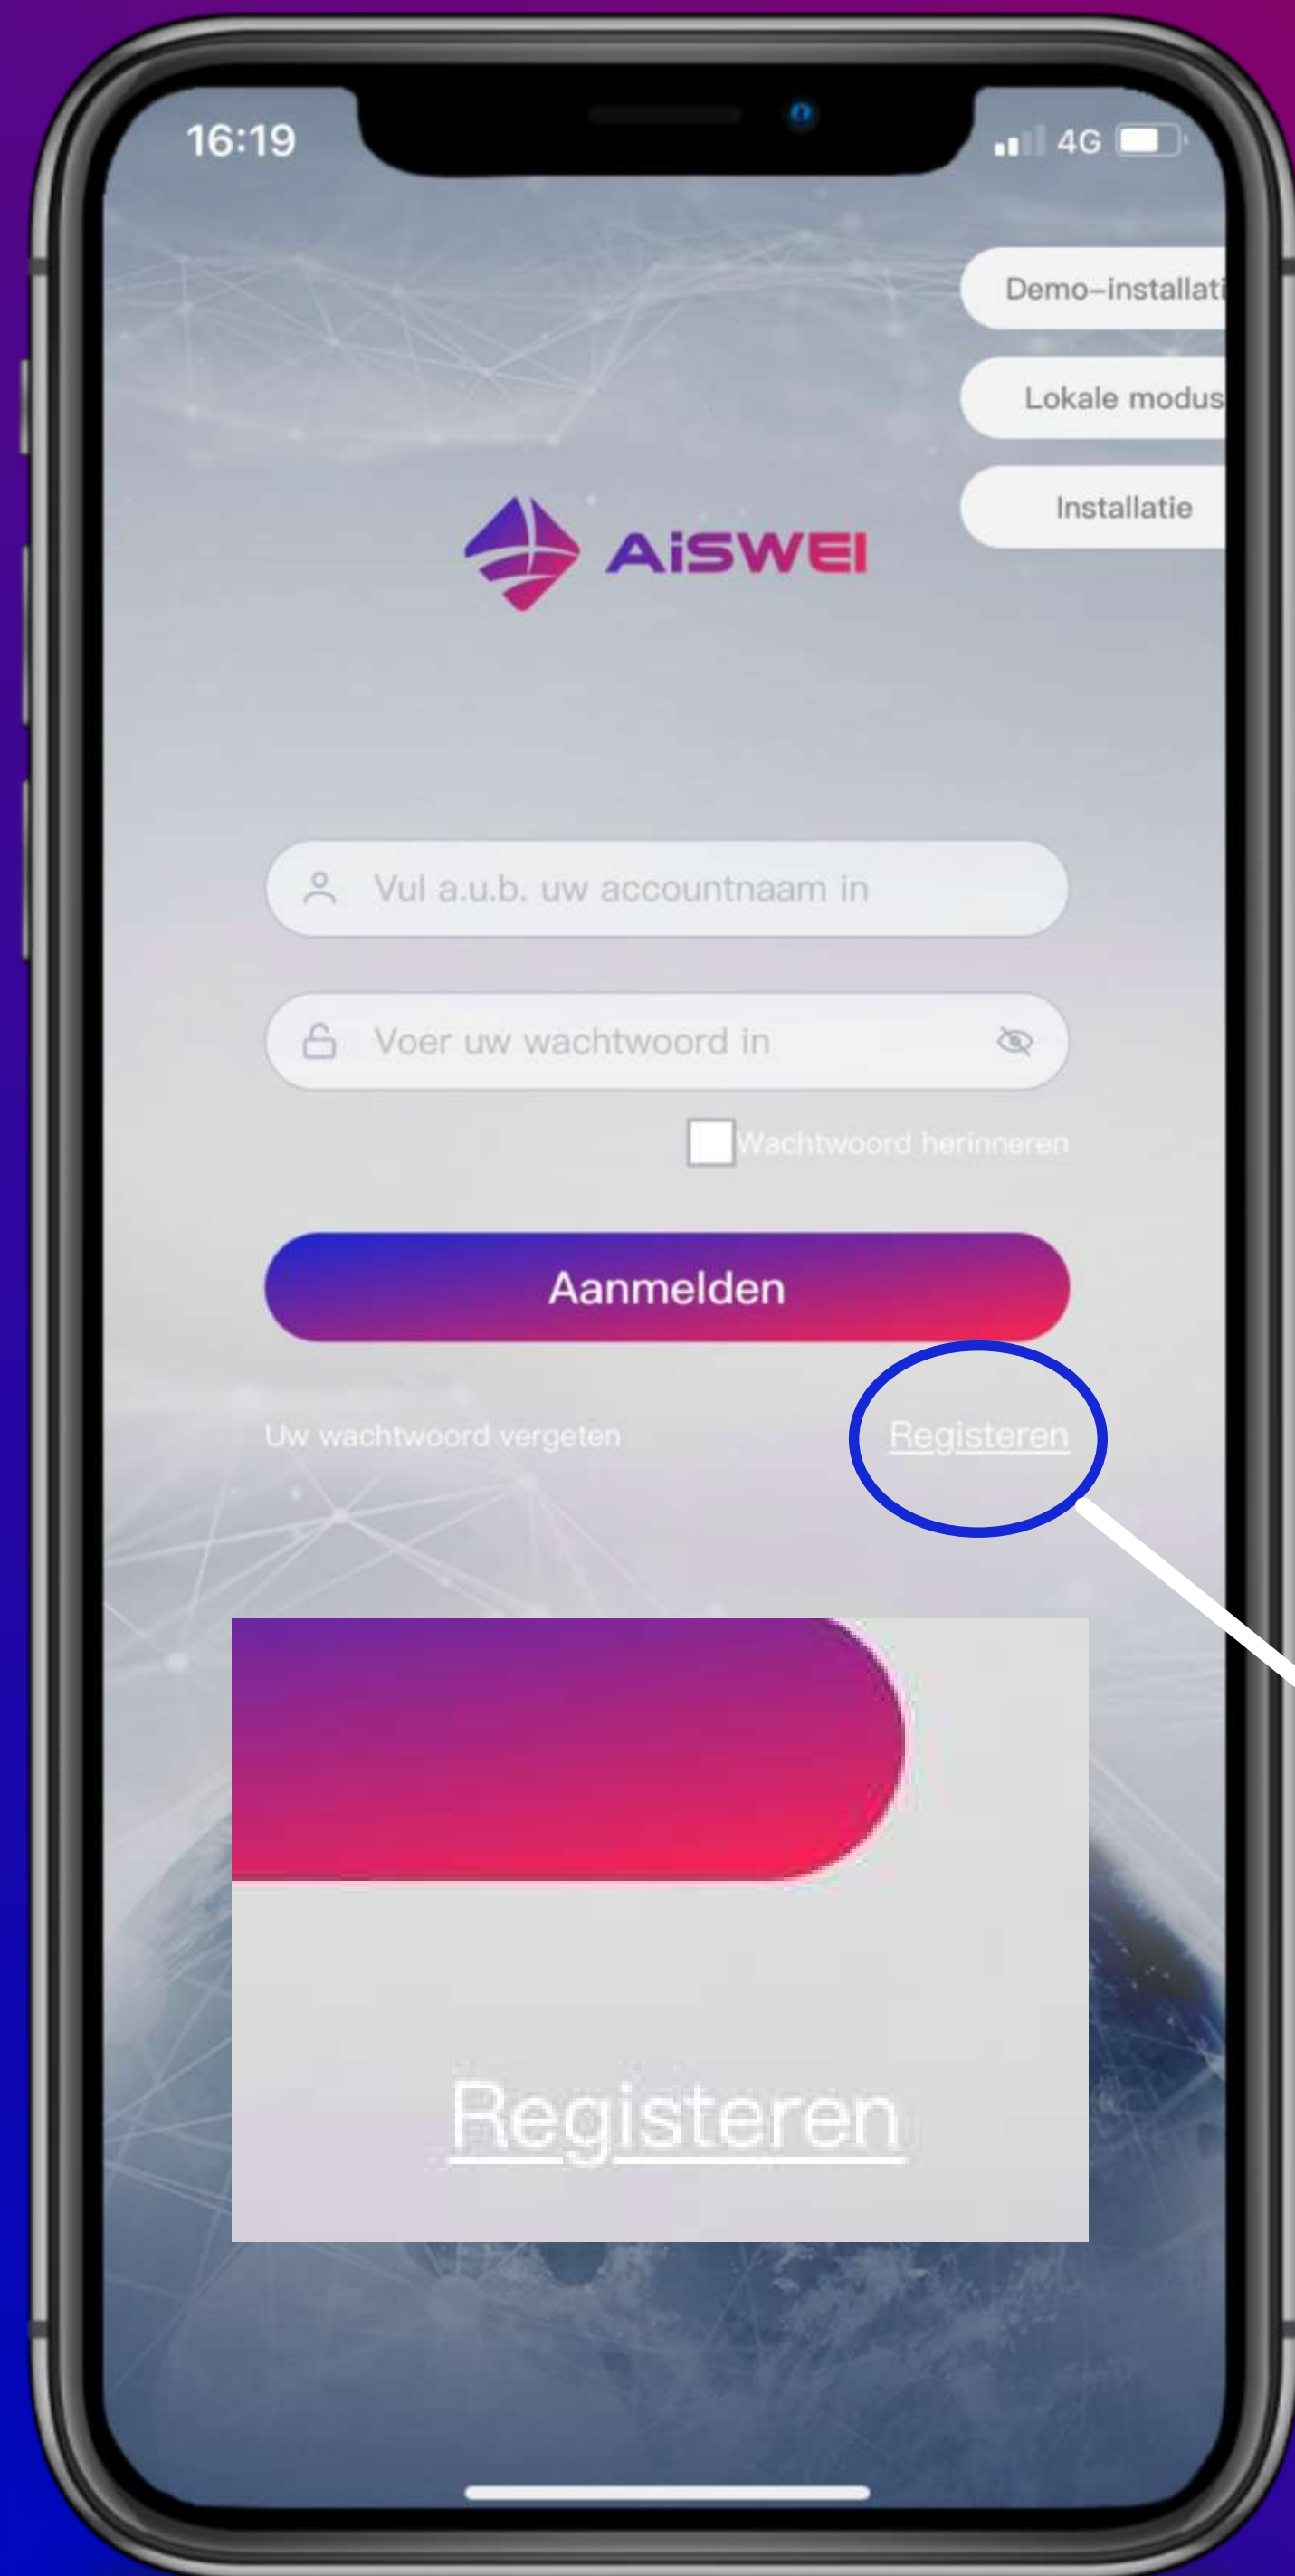 16:19
4G
Demo-installati
Lokale modus
Installatie
AiSWEI
Vul a.u.b. uw accountnaam in
Voer uw wachtwoord in
Wachtwoord herinneren
Aanmelden
Uw wachtwoord vergeten
Registeren
Registeren